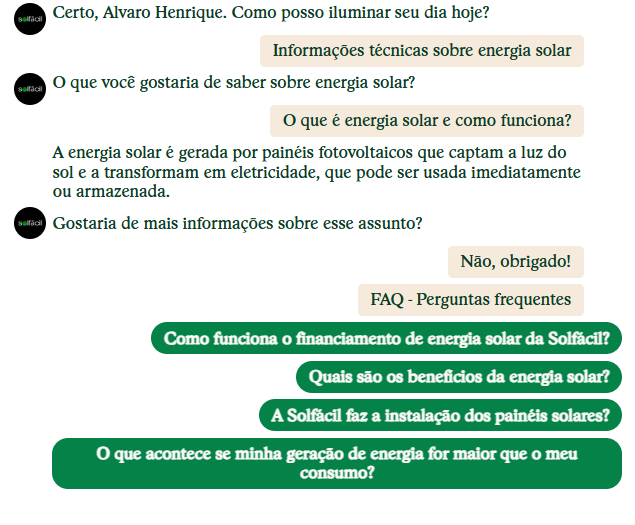 solfácil
Certo, Alvaro Henrique. Como posso iluminar seu dia hoje?
Informações técnicas sobre energia solar
solfácil
O que você gostaria de saber sobre energia solar?
O que é energia solar e como funciona?
A energia solar é gerada por painéis fotovoltaicos que captam a luz do
sol e a transformam em eletricidade, que pode ser usada imediatamente
ou armazenada.
solfácil
Gostaria de mais informações sobre esse assunto?
Não, obrigado!
FAQ - Perguntas frequentes
Como funciona o financiamento de energia solar da Solfácil?
Quais são os benefícios da energia solar?
A Solfácil faz a instalação dos painéis solares?
O que acontece se minha geração de energia for maior que o meu
consumo?